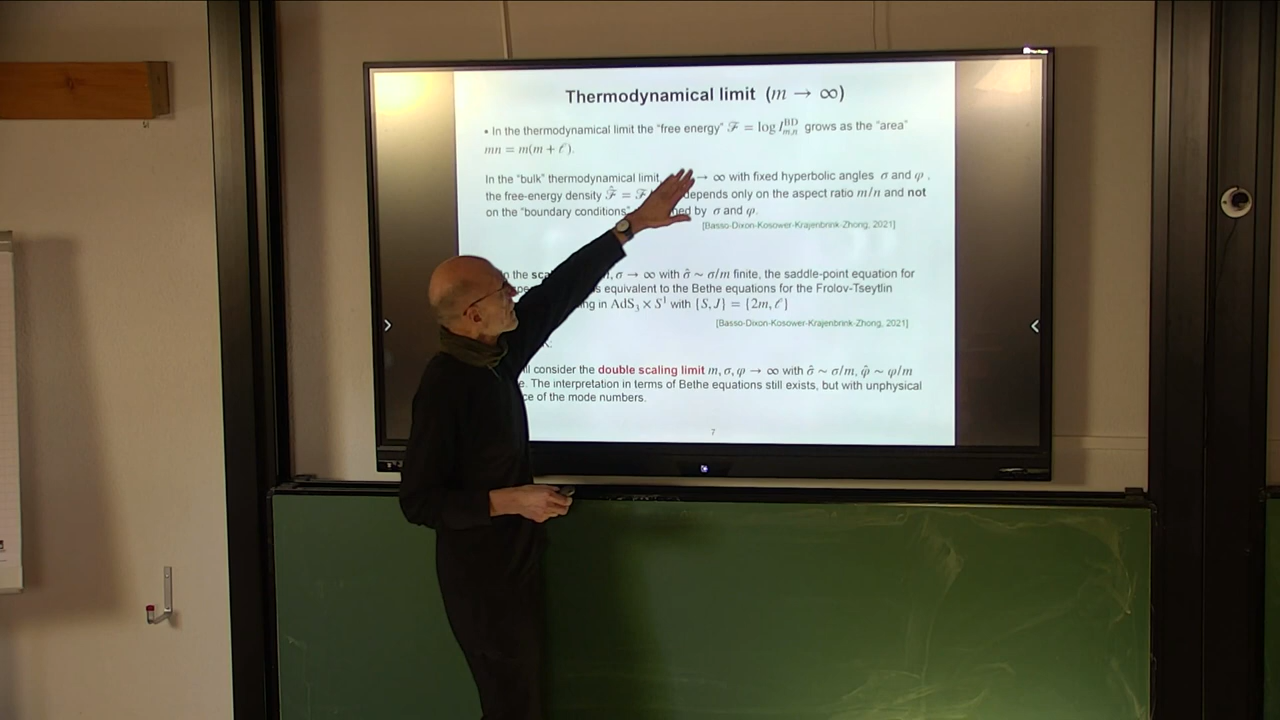 Thermodynamical limit (m → ∞)
• In the thermodynamical limit the "free energy" ℱ = log I^{BD}_{m,n} grows as the "area"
mn = m(m + ℓ).
In the "bulk" thermodynamical limit, → ∞ with fixed hyperbolic angles σ and φ ,
the free-energy density ℱ̂ = ℱ depends only on the aspect ratio m/n and not
on the "boundary conditions" by σ and φ.
[Basso-Dixon-Kosower-Krajenbrink-Zhong, 2021]
the σ → ∞ with σ̂ ∼ σ/m finite, the saddle-point equation for
equivalent to the Bethe equations for the Frolov-Tseytlin
in AdS₃ × S¹ with {S, J} = {2m, ℓ}
[Basso-Dixon-Kosower-Krajenbrink-Zhong, 2021]
consider the double scaling limit m, σ, φ → ∞ with σ̂ ∼ σ/m, φ̂ ∼ φ/m
The interpretation in terms of Bethe equations still exists, but with unphysical
of the mode numbers.
7